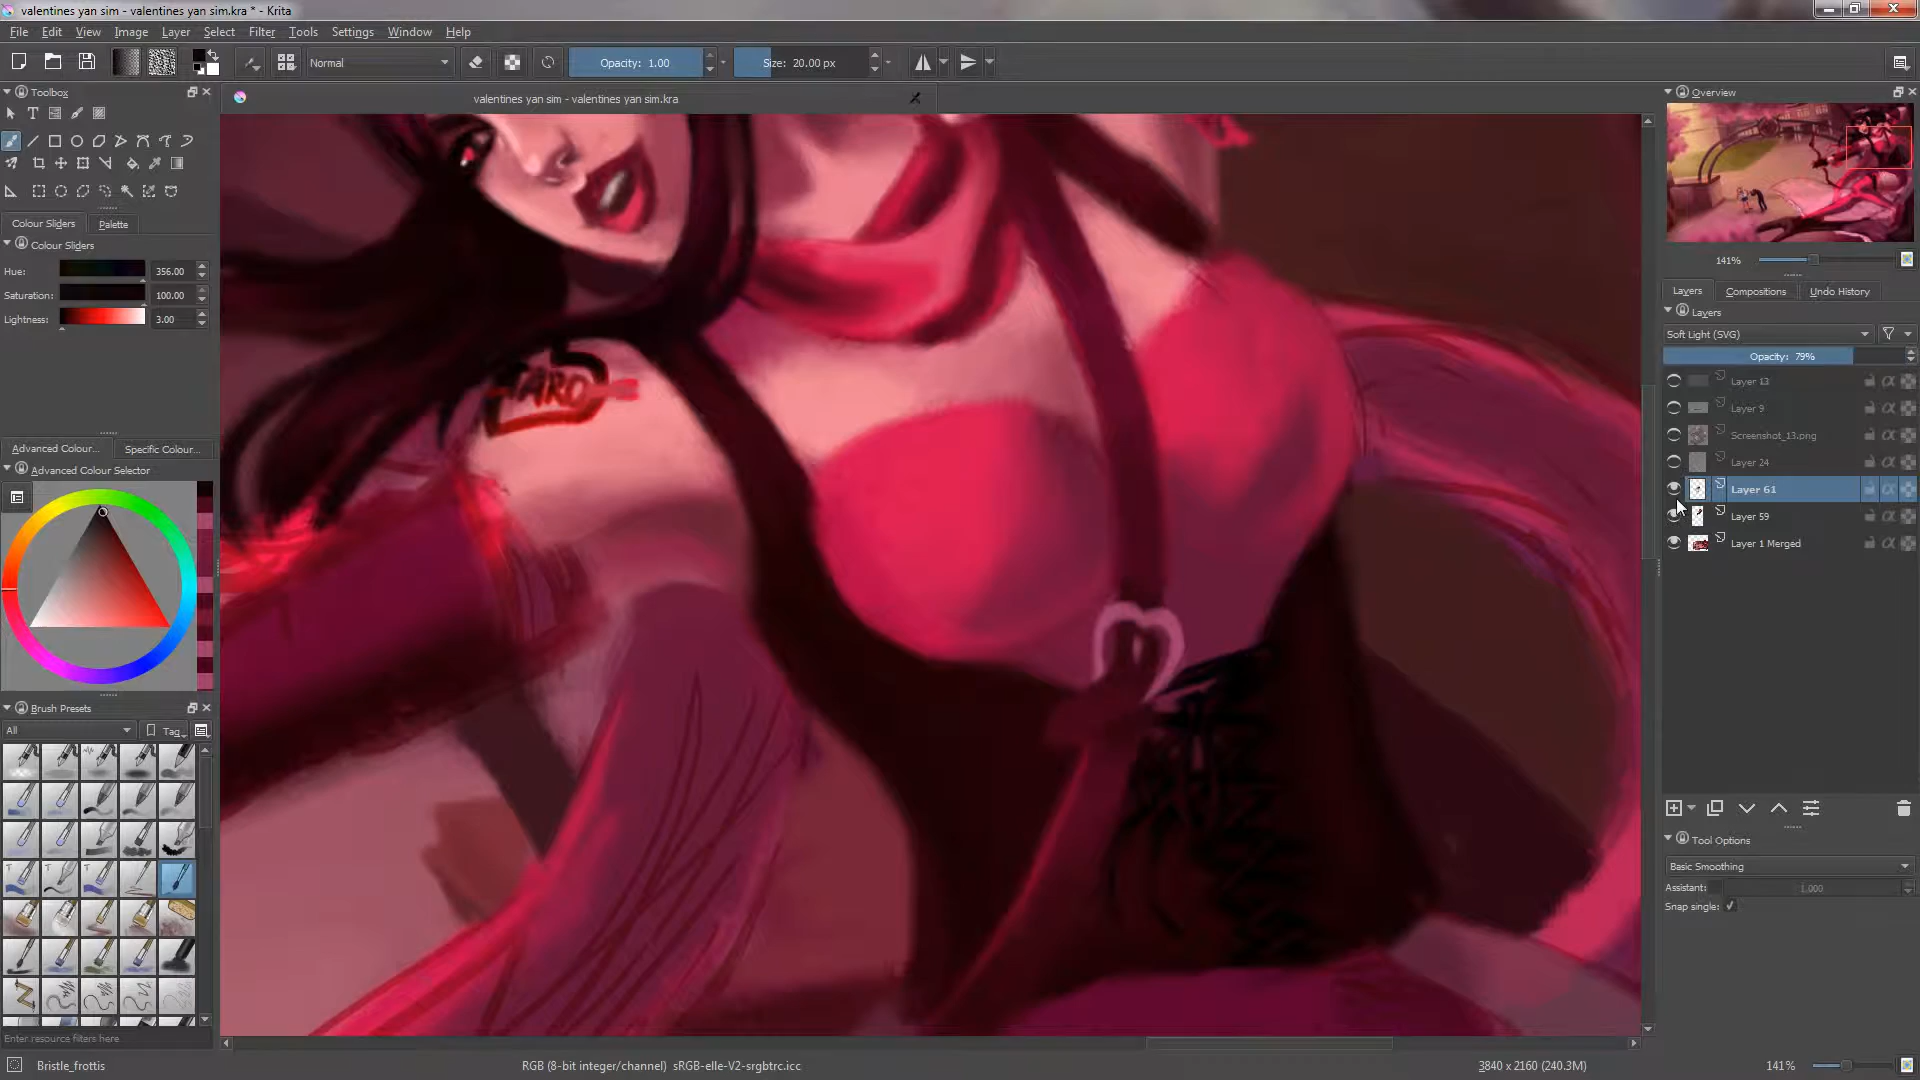 valentines yan sim - valentines yan sim.kra * - Krita
File Edit View Image Layer Select Filter Tools Settings Window Help
Normal
Opacity: 1.00
Size: 20.00 px
Toolbox
valentines yan sim - valentines yan sim.kra
Overview
Colour Sliders
Palette
Colour Sliders
Hue: 356.00
Saturation: 100.00
Lightness: 3.00
141%
Layers Compositions Undo History
Layers
Soft Light (SVG)
Opacity: 79%
Layer 13
Layer 9
Screenshot_13.png
Layer 24
Layer 61
Layer 59
Layer 1 Merged
Advanced Colour...
Specific Colour...
Advanced Colour Selector
Brush Presets
All
Tag
Tool Options
Basic Smoothing
Assistant: 1.000
Snap single:
Enter resource filters here
Bristle_frottis
RGB (8-bit integer/channel) sRGB-elle-V2-srgbtrc.icc
3840 x 2160 (240.3M)
141%